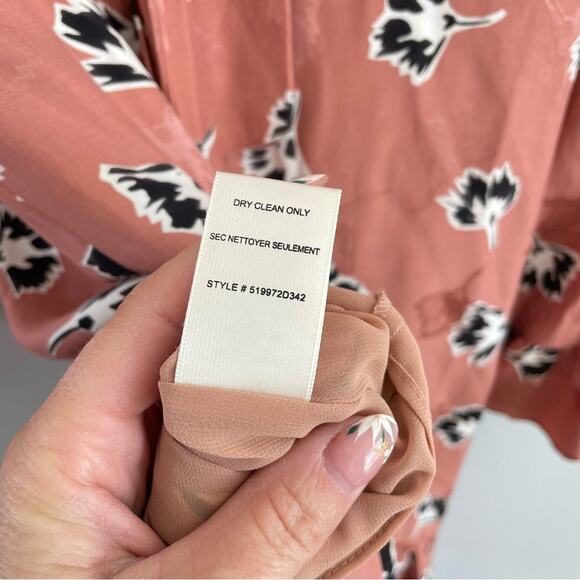 DRY CLEAN ONLY
SEC NETTOYER SEULEMENT
STYLE # 519972D342